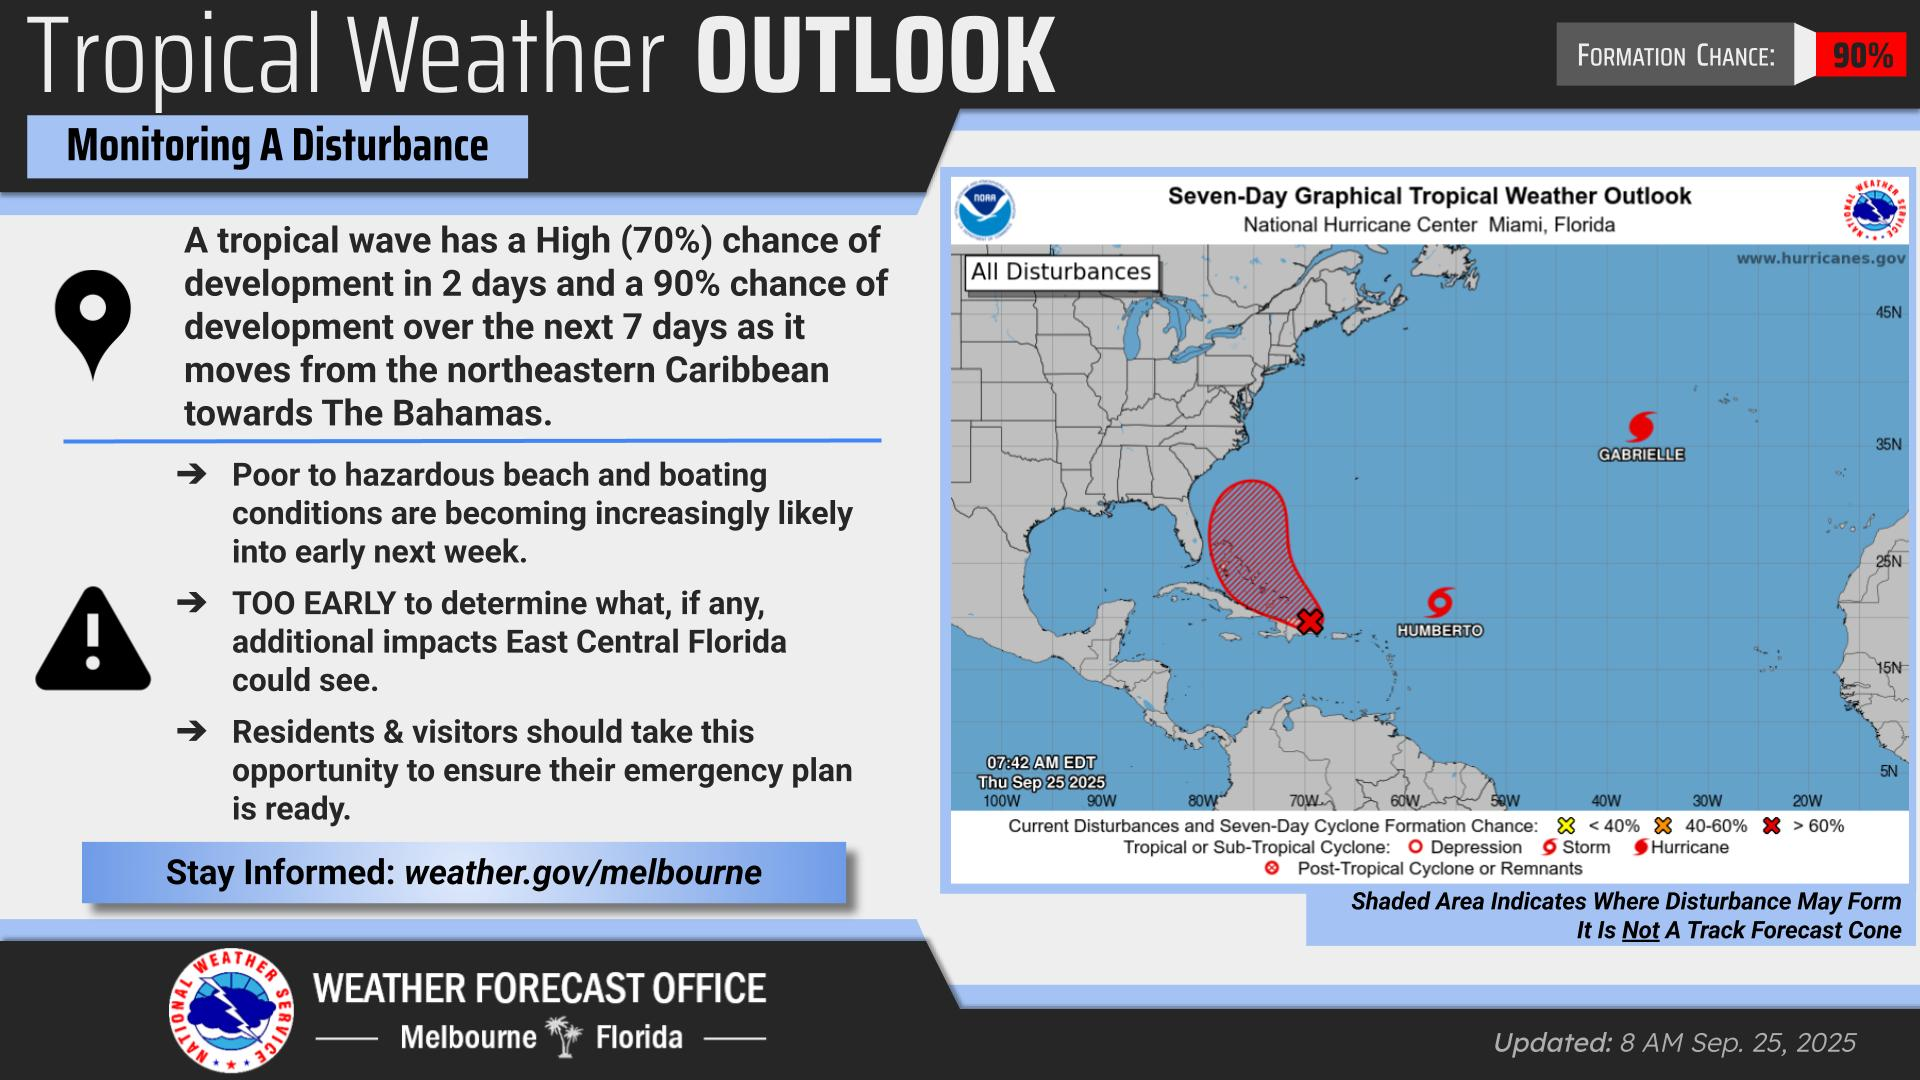 Tropical Weather OUTLOOK
FORMATION CHANCE: 90%
Monitoring A Disturbance
A tropical wave has a High (70%) chance of
development in 2 days and a 90% chance of
development over the next 7 days as it
moves from the northeastern Caribbean
towards The Bahamas.
➔ Poor to hazardous beach and boating
conditions are becoming increasingly likely
into early next week.
➔ TOO EARLY to determine what, if any,
additional impacts East Central Florida
could see.
➔ Residents & visitors should take this
opportunity to ensure their emergency plan
is ready.
Stay Informed: weather.gov/melbourne
NOAA
Seven-Day Graphical Tropical Weather Outlook
National Hurricane Center Miami, Florida
NATIONAL WEATHER SERVICE
All Disturbances
www.hurricanes.gov
45N
35N
GABRIELLE
25N
HUMBERTO
15N
5N
07:42 AM EDT
Thu Sep 25 2025
100W 90W 80W 70W 60W 50W 40W 30W 20W
Current Disturbances and Seven-Day Cyclone Formation Chance: < 40% 40-60% > 60%
Tropical or Sub-Tropical Cyclone: Depression Storm Hurricane
Post-Tropical Cyclone or Remnants
Shaded Area Indicates Where Disturbance May Form
It Is Not A Track Forecast Cone
NATIONAL WEATHER SERVICE
WEATHER FORECAST OFFICE
Melbourne Florida
Updated: 8 AM Sep. 25, 2025